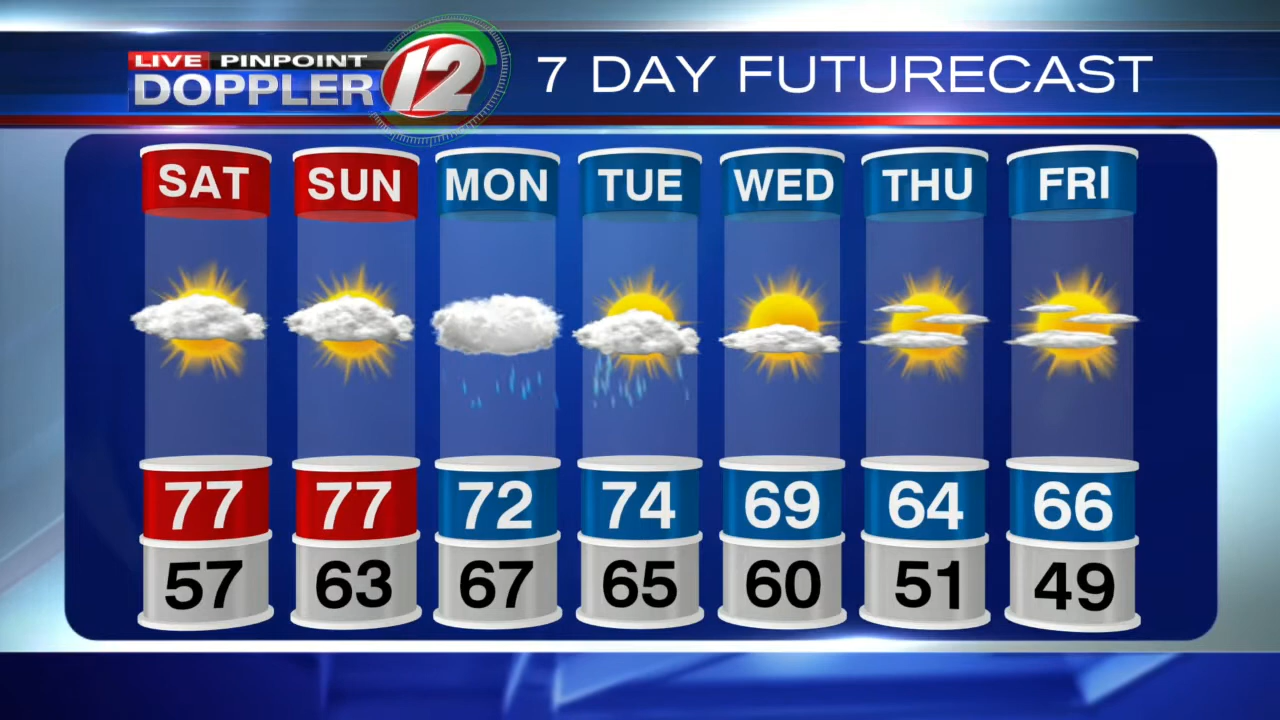 LIVE PINPOINT
DOPPLER 12
7 DAY FUTURECAST
SAT SUN MON TUE WED THU FRI
77 77 72 74 69 64 66
57 63 67 65 60 51 49